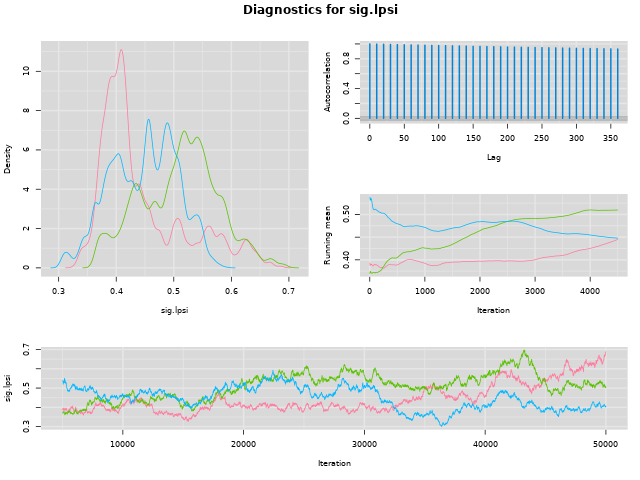 Diagnostics for sig.lpsi
Density
0 2 4 6 8 10
0.3 0.4 0.5 0.6 0.7
sig.lpsi
Autocorrelation
0.0 0.4 0.8
0 50 100 150 200 250 300 350
Lag
Running mean
0.40 0.50
0 1000 2000 3000 4000
Iteration
sig.lpsi
0.3 0.5 0.7
10000 20000 30000 40000 50000
Iteration